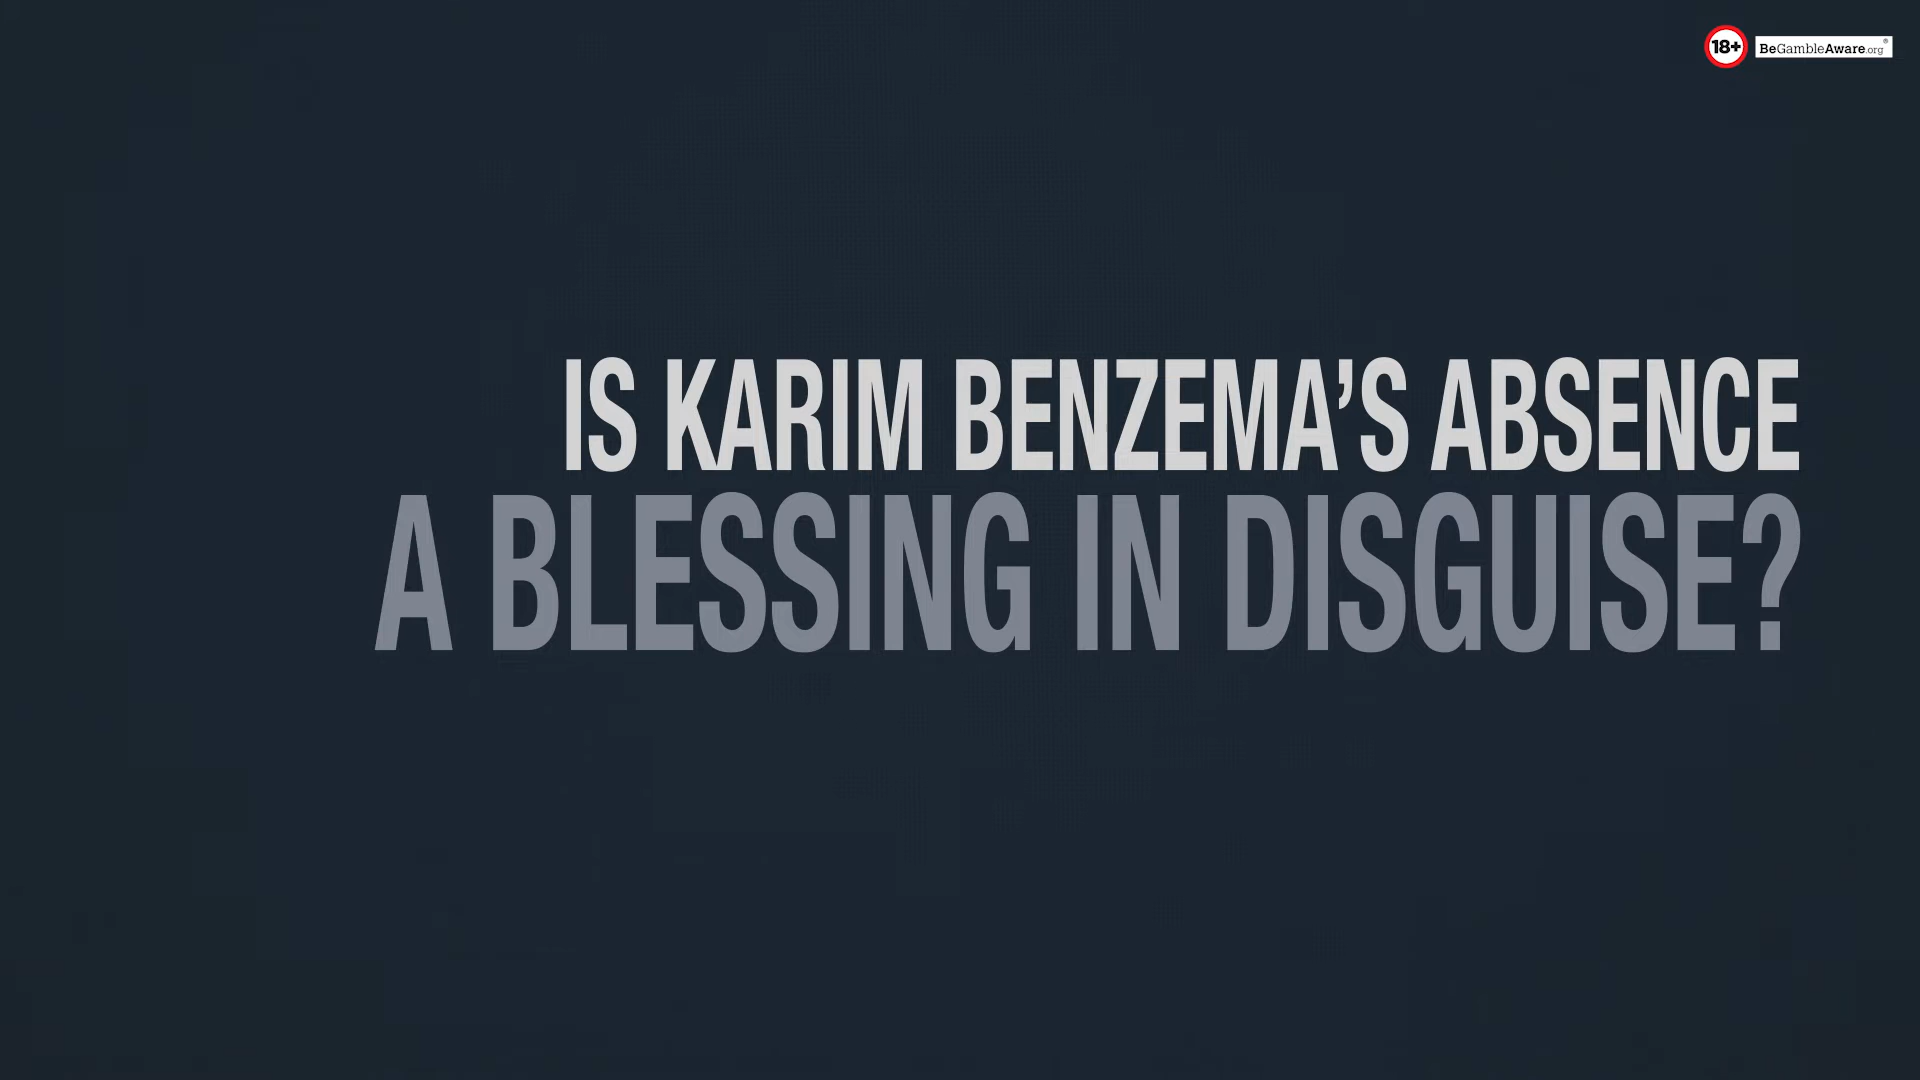 18+ BeGambleAware.org®
IS KARIM BENZEMA’S ABSENCE
A BLESSING IN DISGUISE?